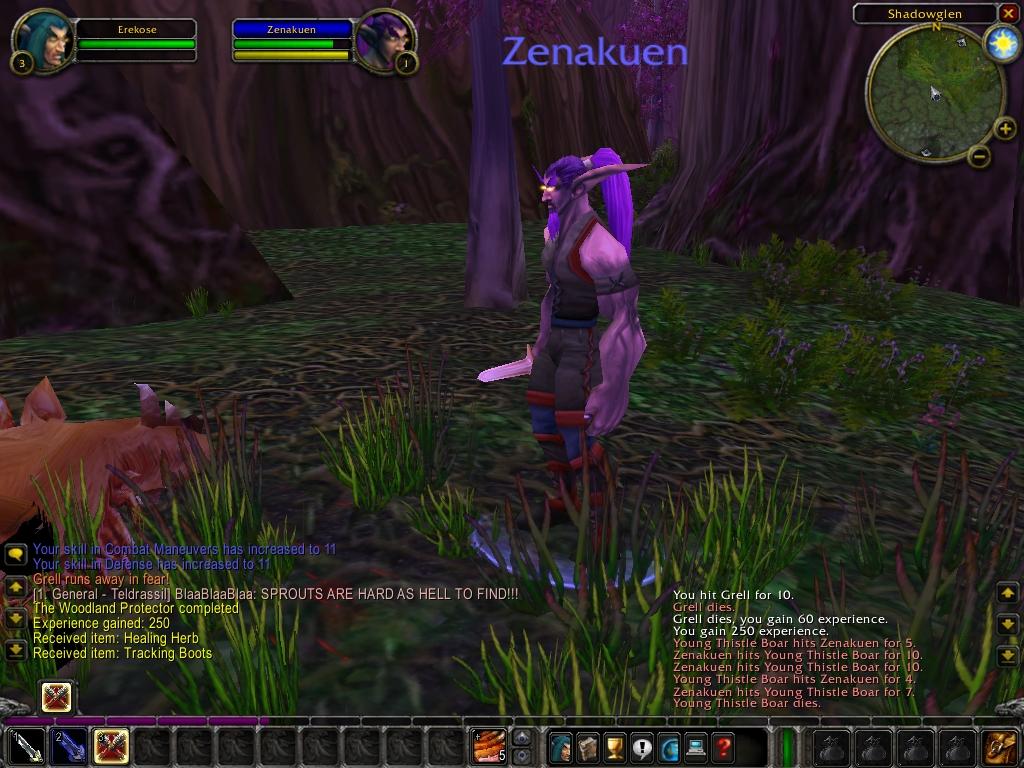 Erekose
3
Zenakuen
1
Zenakuen
Shadowglen
N
Your skill in Combat Maneuvers has increased to 11
Your skill in Defense has increased to 11
Grell runs away in fear!
[1. General - Teldrassil] BlaaBlaaBlaa: SPROUTS ARE HARD AS HELL TO FIND!!!
The Woodland Protector completed
Experience gained: 250
Received item: Healing Herb
Received item: Tracking Boots
You hit Grell for 10.
Grell dies.
Grell dies, you gain 60 experience.
You gain 250 experience.
Young Thistle Boar hits Zenakuen for 5.
Zenakuen hits Young Thistle Boar for 10.
Zenakuen hits Young Thistle Boar for 10.
Young Thistle Boar hits Zenakuen for 4.
Zenakuen hits Young Thistle Boar for 7.
Young Thistle Boar dies.
1
2
3
5